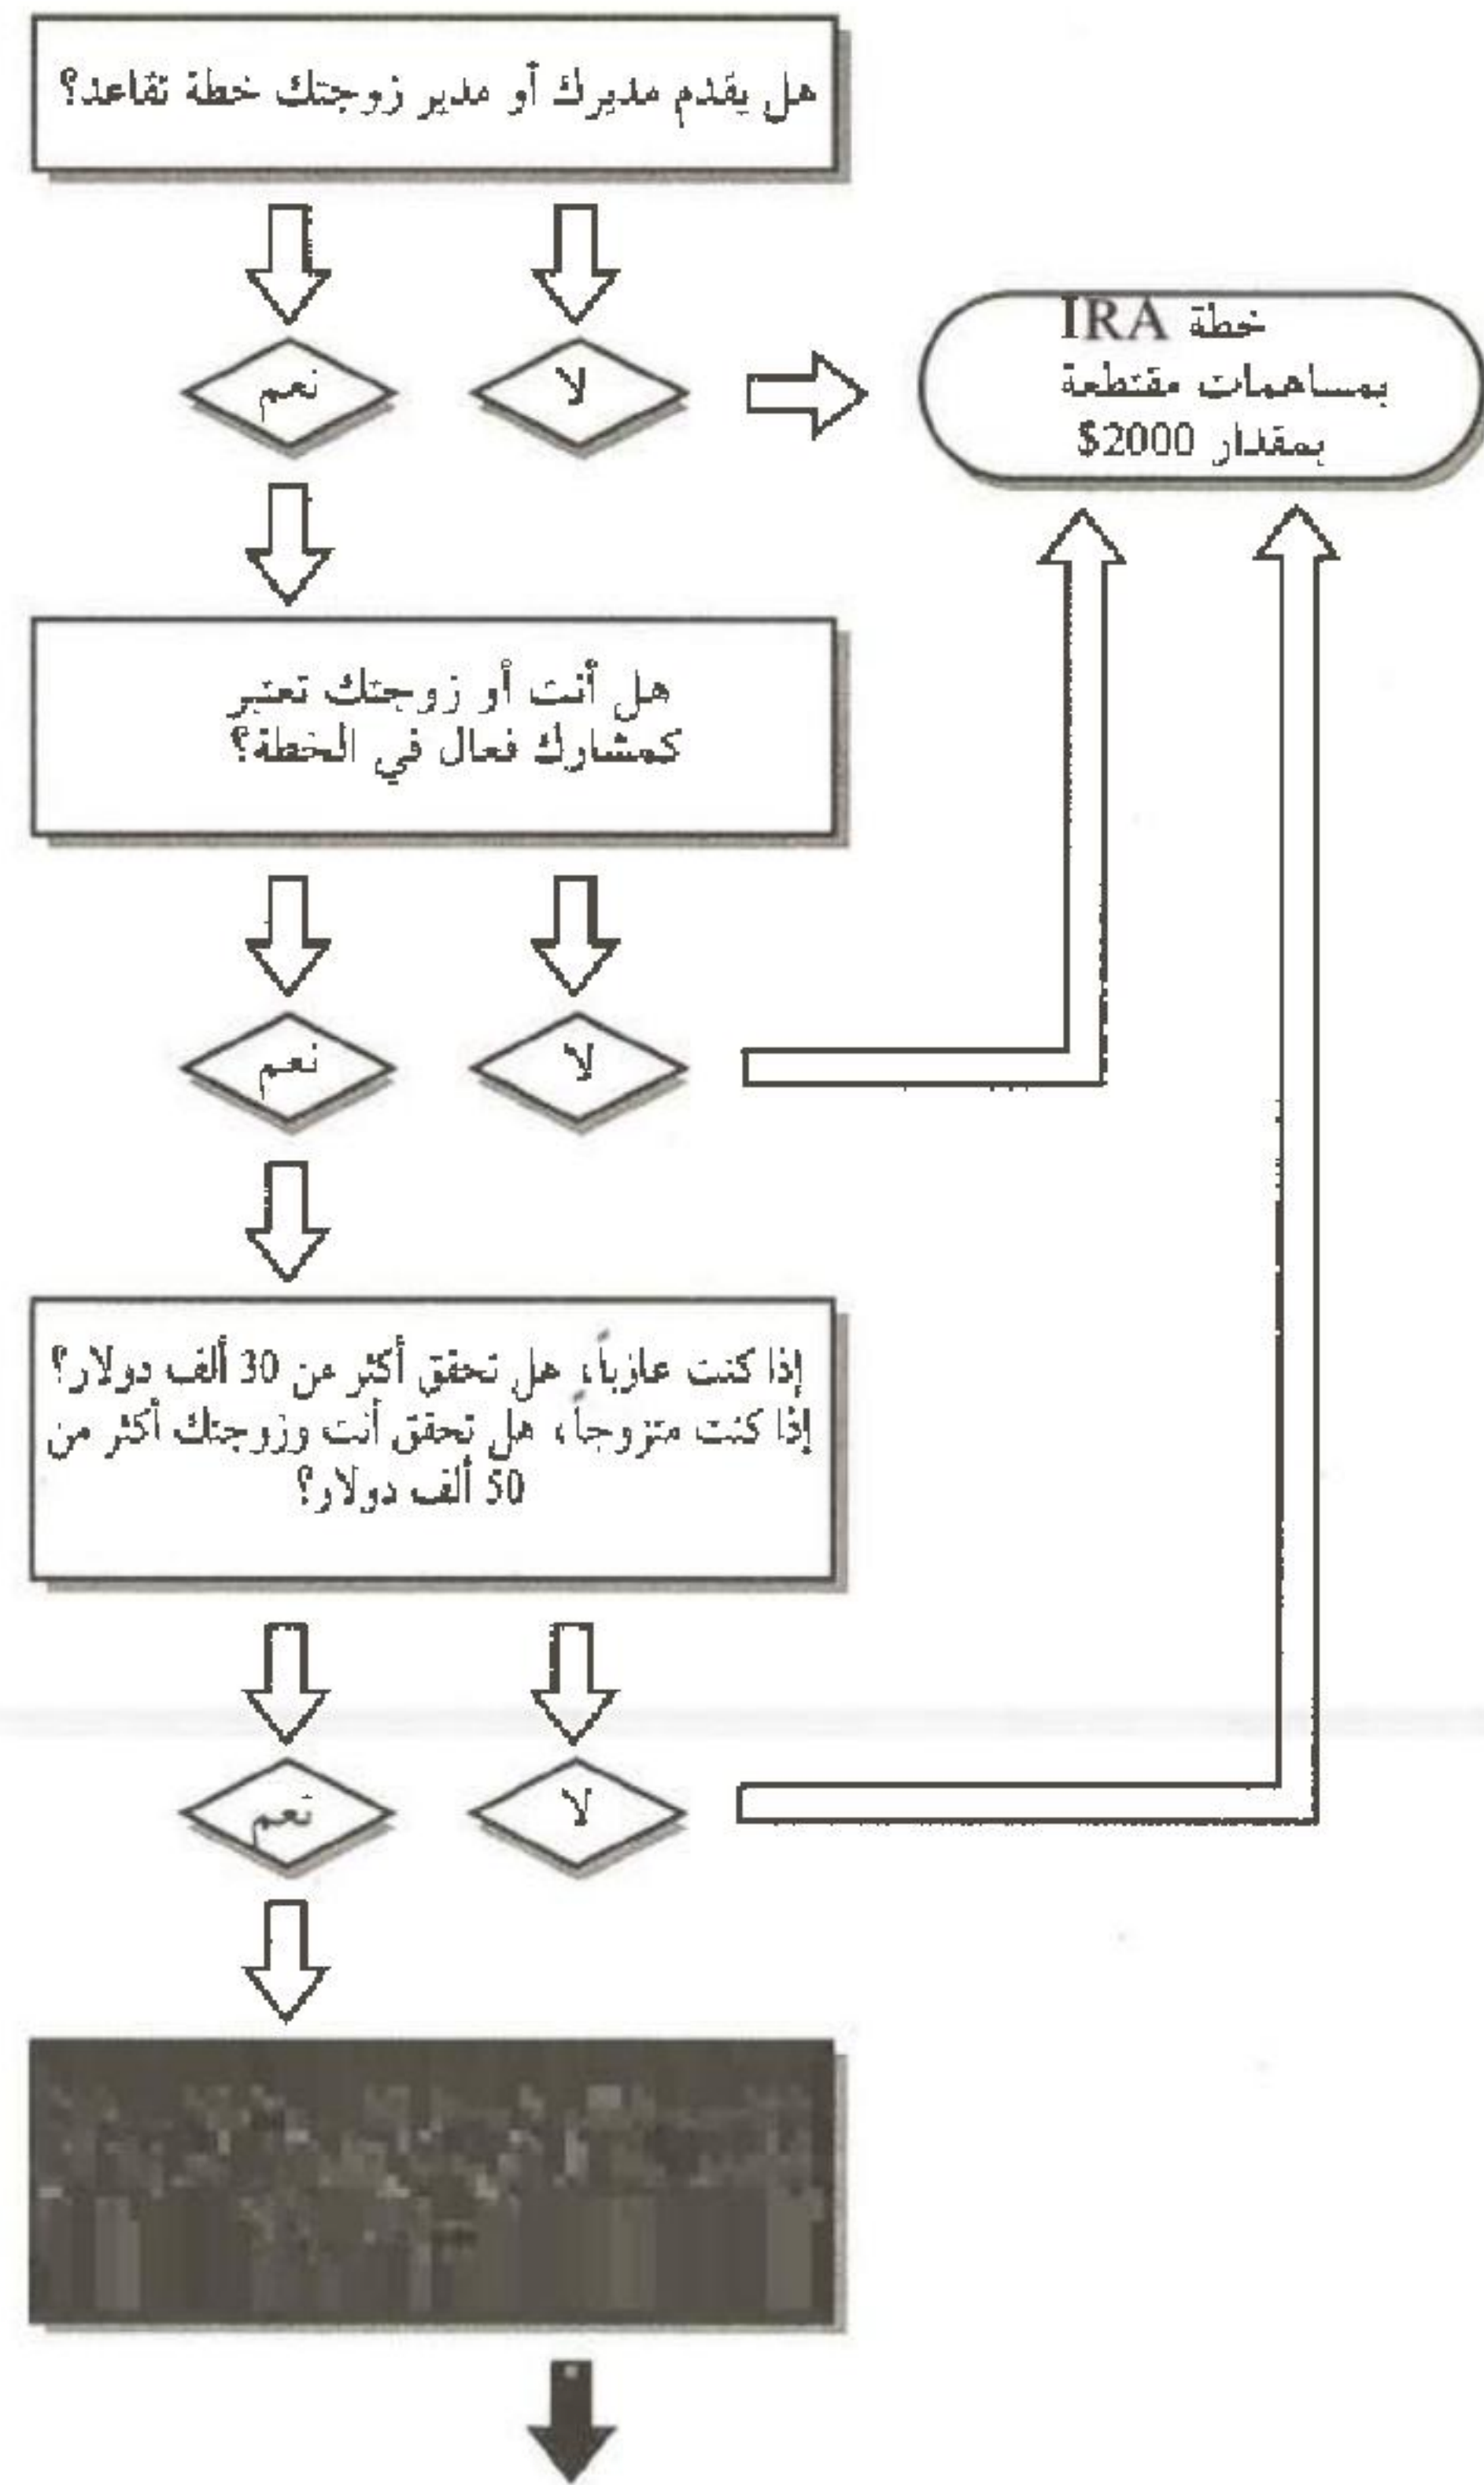 هل يقدم مديرك أو مدير زوجتك خطة تقاعد؟
نعم
لا
خطة IRA
بمساهمات مقتطعة
بمقدار 2000$
هل أنت أو زوجتك تعتبر
كمشارك فعال في الخطة؟
نعم
لا
إذا كنت عازباً، هل تحقق أكثر من 30 ألف دولار؟
إذا كنت متزوجاً، هل تحقق أنت وزوجتك أكثر من
50 ألف دولار؟
نعم
لا